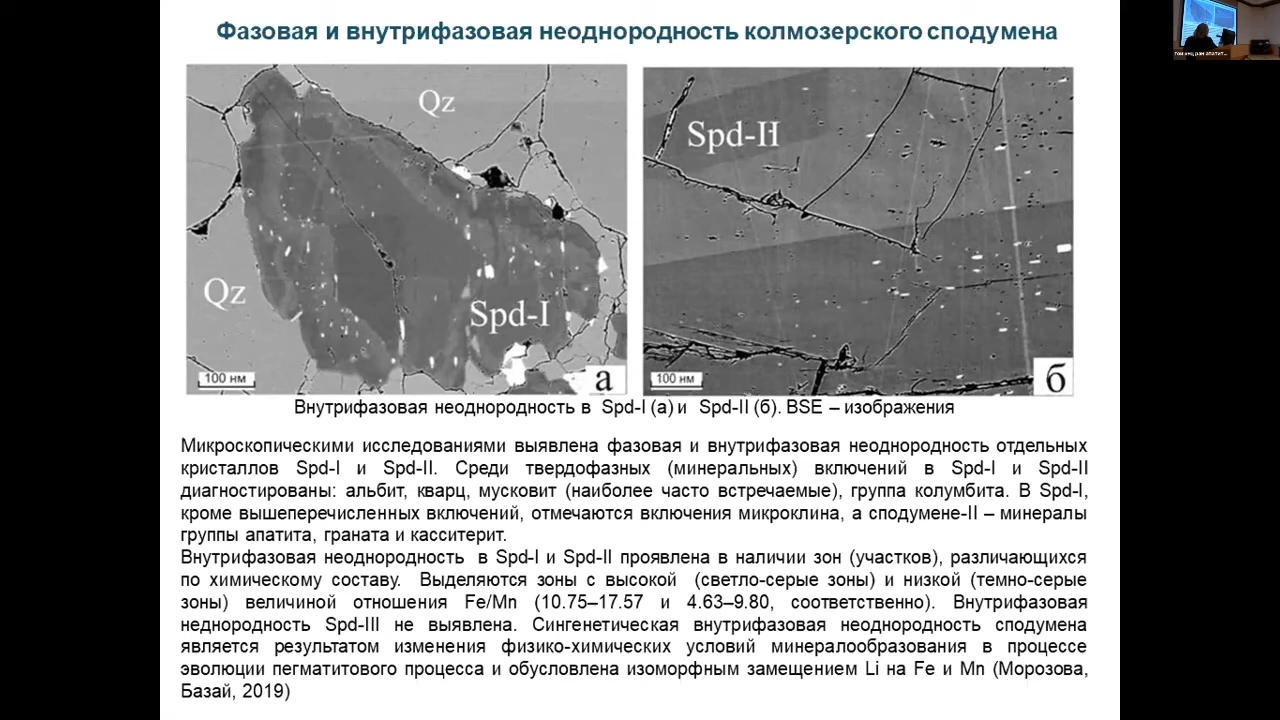 Фазовая и внутрифазовая неоднородность колмозерского сподумена
Qz
Qz
Spd-I
100 нм
а
Spd-II
100 нм
б
Внутрифазовая неоднородность в Spd-I (а) и Spd-II (б). BSE – изображения
Микроскопическими исследованиями выявлена фазовая и внутрифазовая неоднородность отдельных
кристаллов Spd-I и Spd-II. Среди твердофазных (минеральных) включений в Spd-I и Spd-II
диагностированы: альбит, кварц, мусковит (наиболее часто встречаемые), группа колумбита. В Spd-I,
кроме вышеперечисленных включений, отмечаются включения микроклина, а сподумене-II – минералы
группы апатита, граната и касситерит.
Внутрифазовая неоднородность в Spd-I и Spd-II проявлена в наличии зон (участков), различающихся
по химическому составу. Выделяются зоны с высокой (светло-серые зоны) и низкой (темно-серые
зоны) величиной отношения Fe/Mn (10.75–17.57 и 4.63–9.80, соответственно). Внутрифазовая
неднородность Spd-III не выявлена. Сингенетическая внутрифазовая неоднородность сподумена
является результатом изменения физико-химических условий минералообразования в процессе
эволюции пегматитового процесса и обусловлена изоморфным замещением Li на Fe и Mn (Морозова,
Базай, 2019)